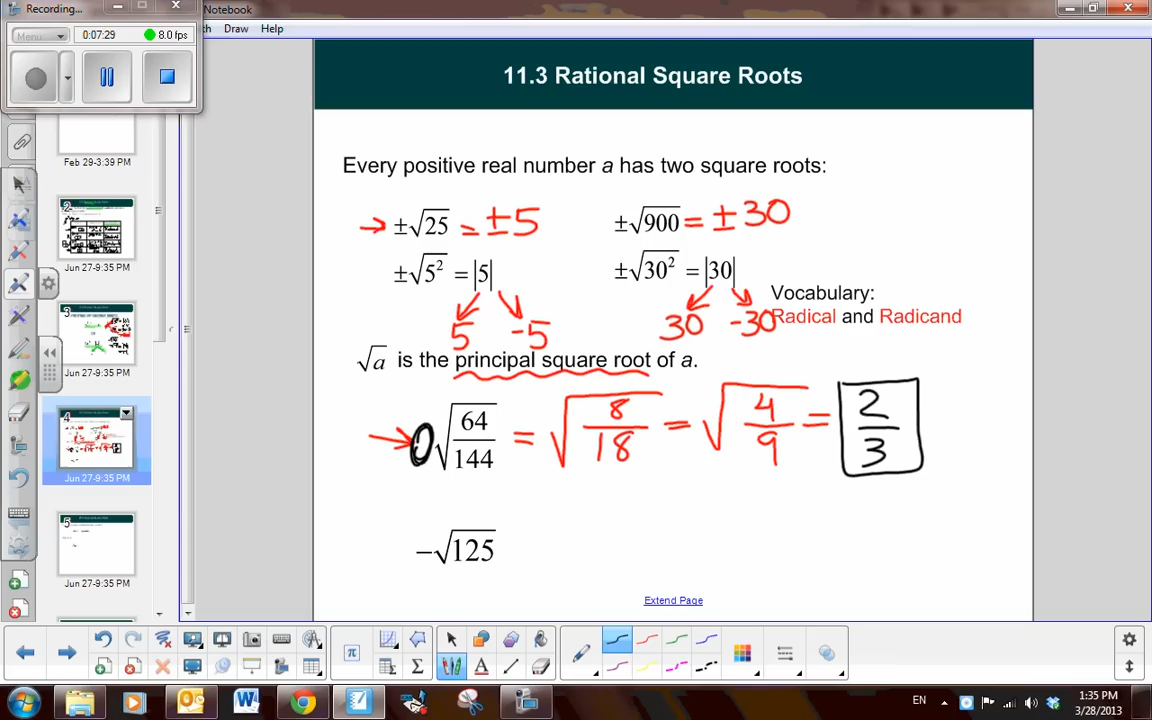 Recording...
Notebook
Menu
0:07:29
8.0 fps
Draw Help
Feb 29-3:39 PM
2
Jun 27-9:35 PM
3
Jun 27-9:35 PM
4
Jun 27-9:35 PM
5
Jun 27-9:35 PM
11.3 Rational Square Roots
Every positive real number a has two square roots:
±√25 = ±5 ±√900 = ±30
±√5² = |5| ±√30² = |30|
5 -5 30 -30
Vocabulary:
Radical and Radicand
√a is the principal square root of a.
√64/144 = √8/18 = √4/9 = 2/3
−√125
Extend Page
EN
1:35 PM
3/28/2013